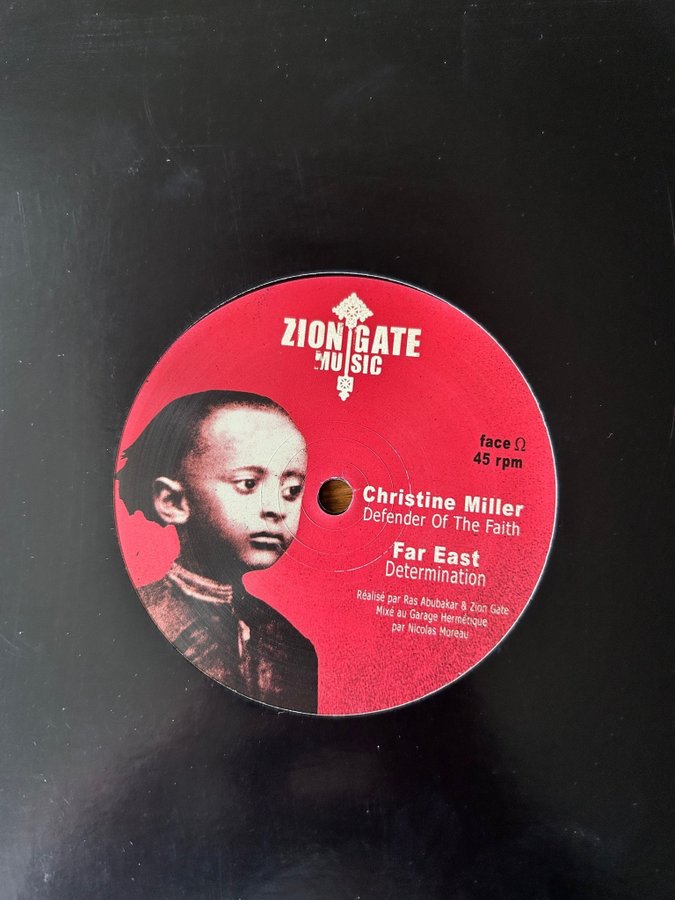 ZION GATE
MUSIC
face Ω
45 rpm
Christine Miller
Defender Of The Faith
Far East
Determination
Réalisé par Ras Abubakar & Zion Gate
Mixé au Garage Hermétique
par Nicolas Moreau